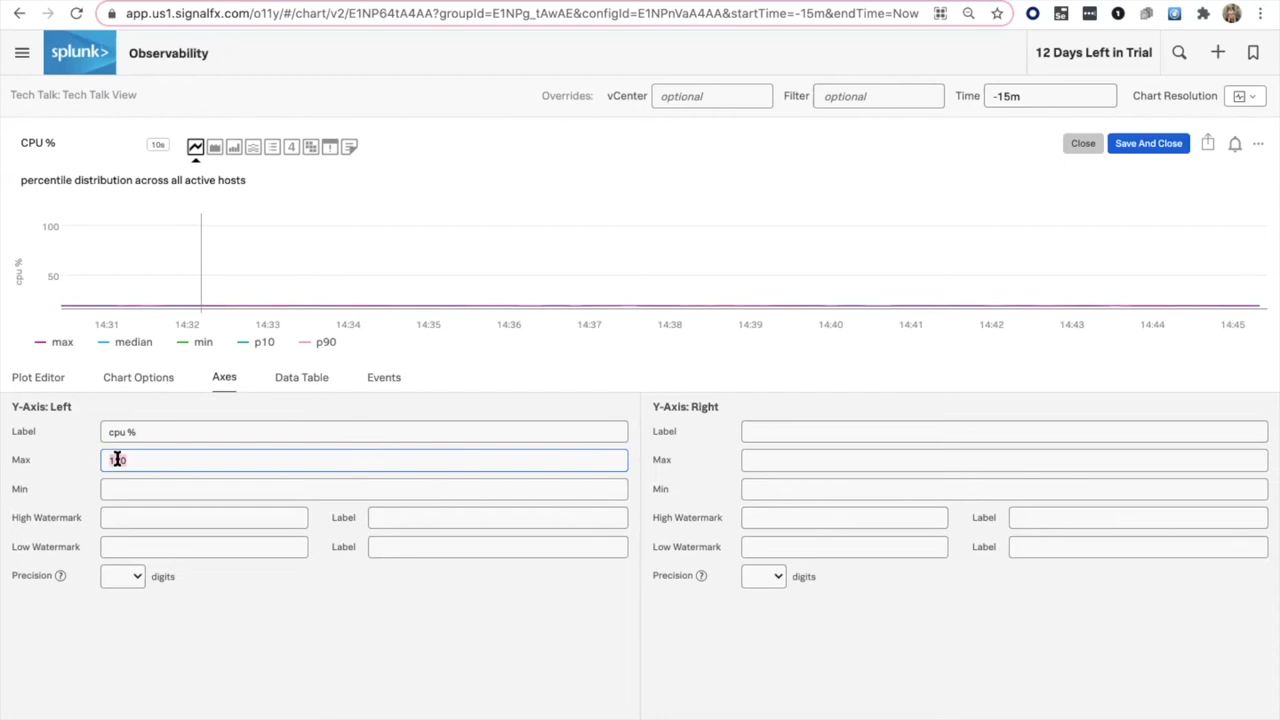 app.us1.signalfx.com/o11y/#/chart/v2/E1NP64tA4AA?groupId=E1NPg_tAwAE&configId=E1NPnVaA4AA&startTime=-15m&endTime=Now
splunk>
Observability
12 Days Left in Trial
Tech Talk: Tech Talk View
Overrides:
vCenter
optional
Filter
optional
Time
-15m
Chart Resolution
CPU %
10s
4
Close
Save And Close
percentile distribution across all active hosts
100
50
cpu %
14:31 14:32 14:33 14:34 14:35 14:36 14:37 14:38 14:39 14:40 14:41 14:42 14:43 14:44 14:45
max median min p10 p90
Plot Editor Chart Options Axes Data Table Events
Y-Axis: Left
Label
cpu %
Max
Min
High Watermark
Label
Low Watermark
Label
Precision ?
digits
Y-Axis: Right
Label
Max
Min
High Watermark
Label
Low Watermark
Label
Precision ?
digits